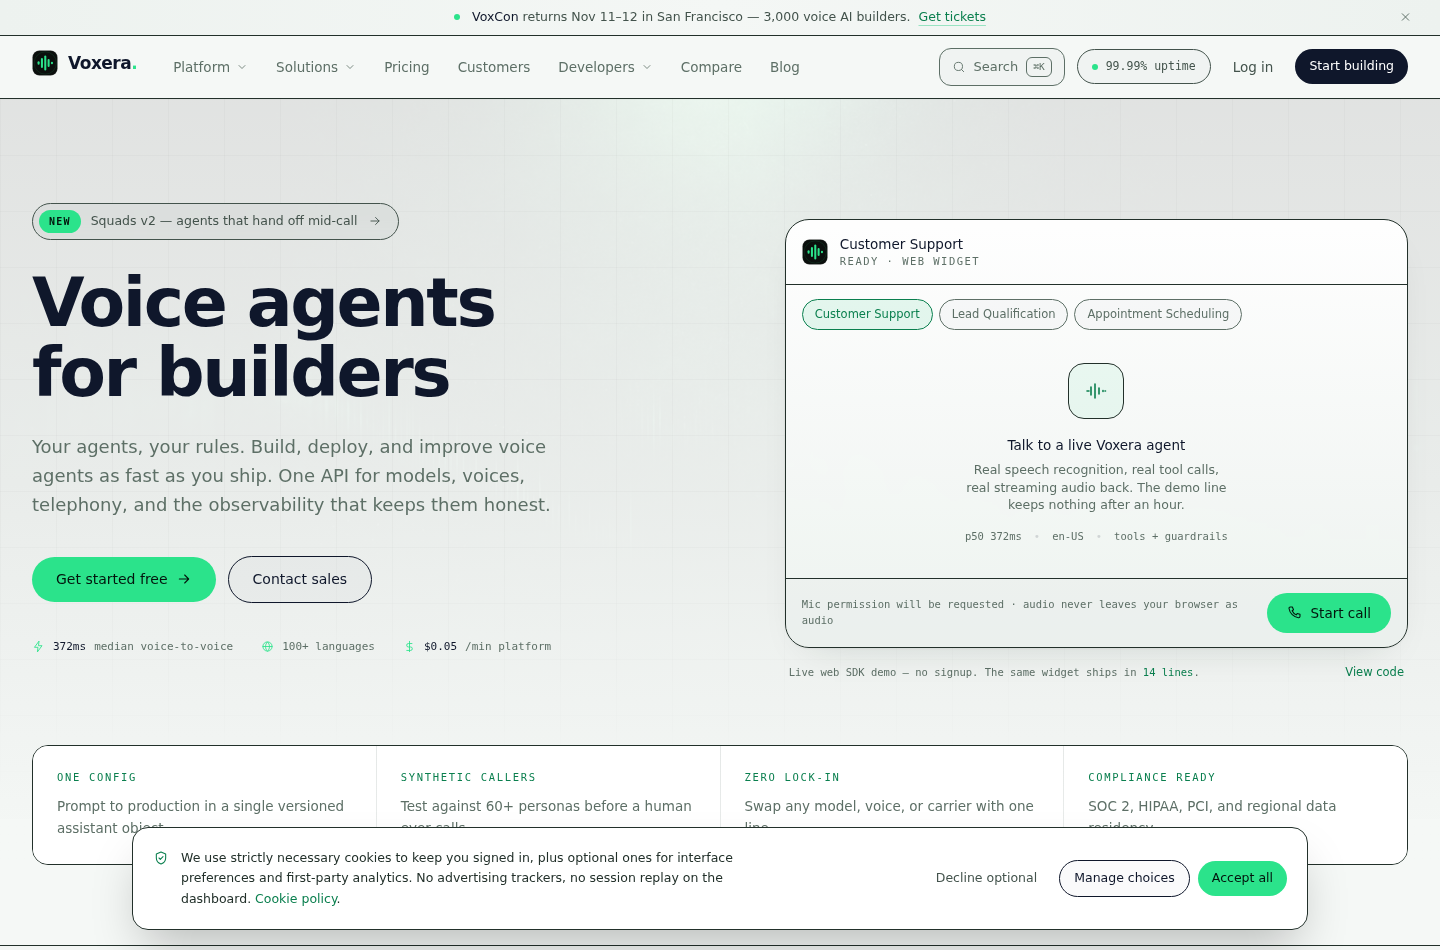 VoxCon returns Nov 11–12 in San Francisco — 3,000 voice AI builders. Get tickets
Voxera.
Platform
Solutions
Pricing
Customers
Developers
Compare
Blog
Search ⌘K
99.99% uptime
Log in
Start building
NEW Squads v2 — agents that hand off mid-call
Voice agents
for builders
Your agents, your rules. Build, deploy, and improve voice
agents as fast as you ship. One API for models, voices,
telephony, and the observability that keeps them honest.
Get started free
Contact sales
372ms median voice-to-voice
100+ languages
$0.05 /min platform
Customer Support
READY · WEB WIDGET
Customer Support
Lead Qualification
Appointment Scheduling
Talk to a live Voxera agent
Real speech recognition, real tool calls,
real streaming audio back. The demo line
keeps nothing after an hour.
p50 372ms • en-US • tools + guardrails
Mic permission will be requested · audio never leaves your browser as
audio
Start call
Live web SDK demo — no signup. The same widget ships in 14 lines.
View code
ONE CONFIG
Prompt to production in a single versioned
assistant object.
SYNTHETIC CALLERS
Test against 60+ personas before a human
ever calls.
ZERO LOCK-IN
Swap any model, voice, or carrier with one
line.
COMPLIANCE READY
SOC 2, HIPAA, PCI, and regional data
residency.
We use strictly necessary cookies to keep you signed in, plus optional ones for interface
preferences and first-party analytics. No advertising trackers, no session replay on the
dashboard. Cookie policy.
Decline optional
Manage choices
Accept all